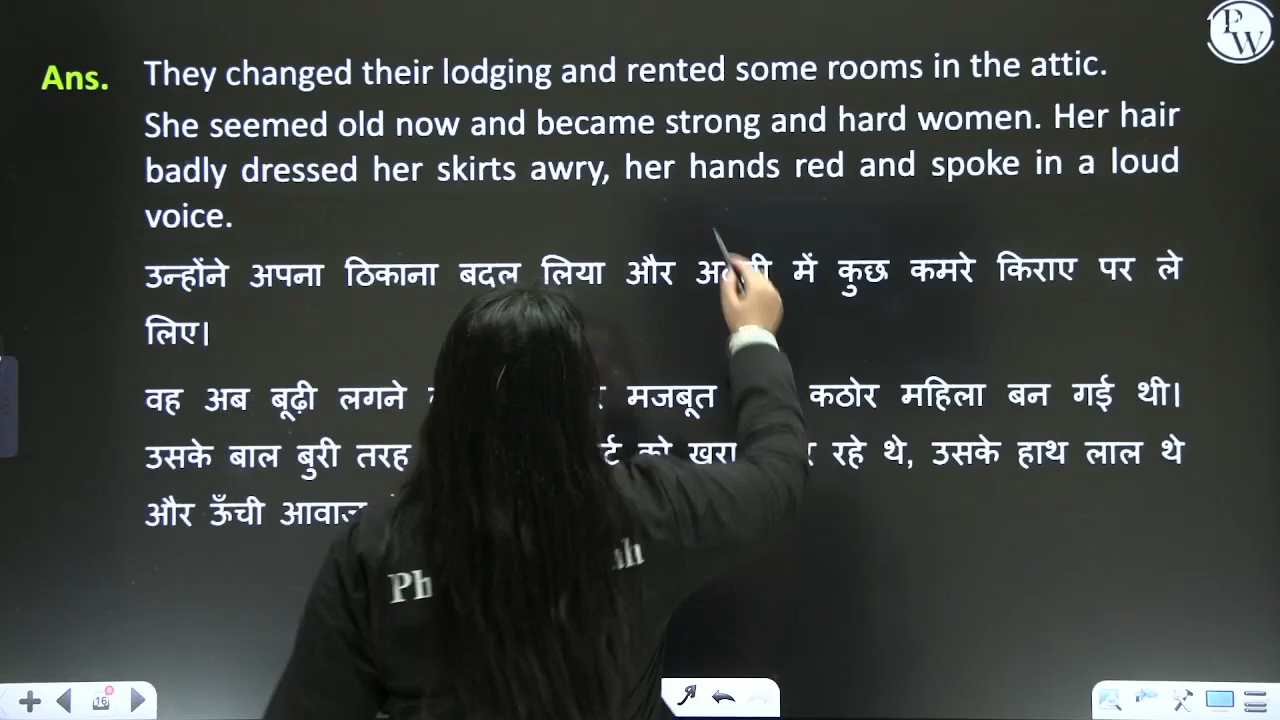 PW
Ans. They changed their lodging and rented some rooms in the attic.
She seemed old now and became strong and hard women. Her hair
badly dressed her skirts awry, her hands red and spoke in a loud
voice.
उन्होंने अपना ठिकाना बदल लिया और में कुछ कमरे किराए पर ले
लिए।
वह अब बूढ़ी लगने मजबूत कठोर महिला बन गई थी।
उसके बाल बुरी तरह को रहे थे, उसके हाथ लाल थे
और ऊँची
16